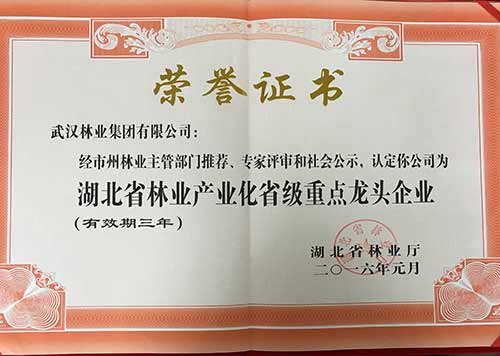 荣誉证书
武汉林业集团有限公司：
经市州林业主管部门推荐、专家评审和社会公示，认定你公司为
湖北省林业产业化省级重点龙头企业
（有效期三年）
湖北省林业厅
二〇一六年元月